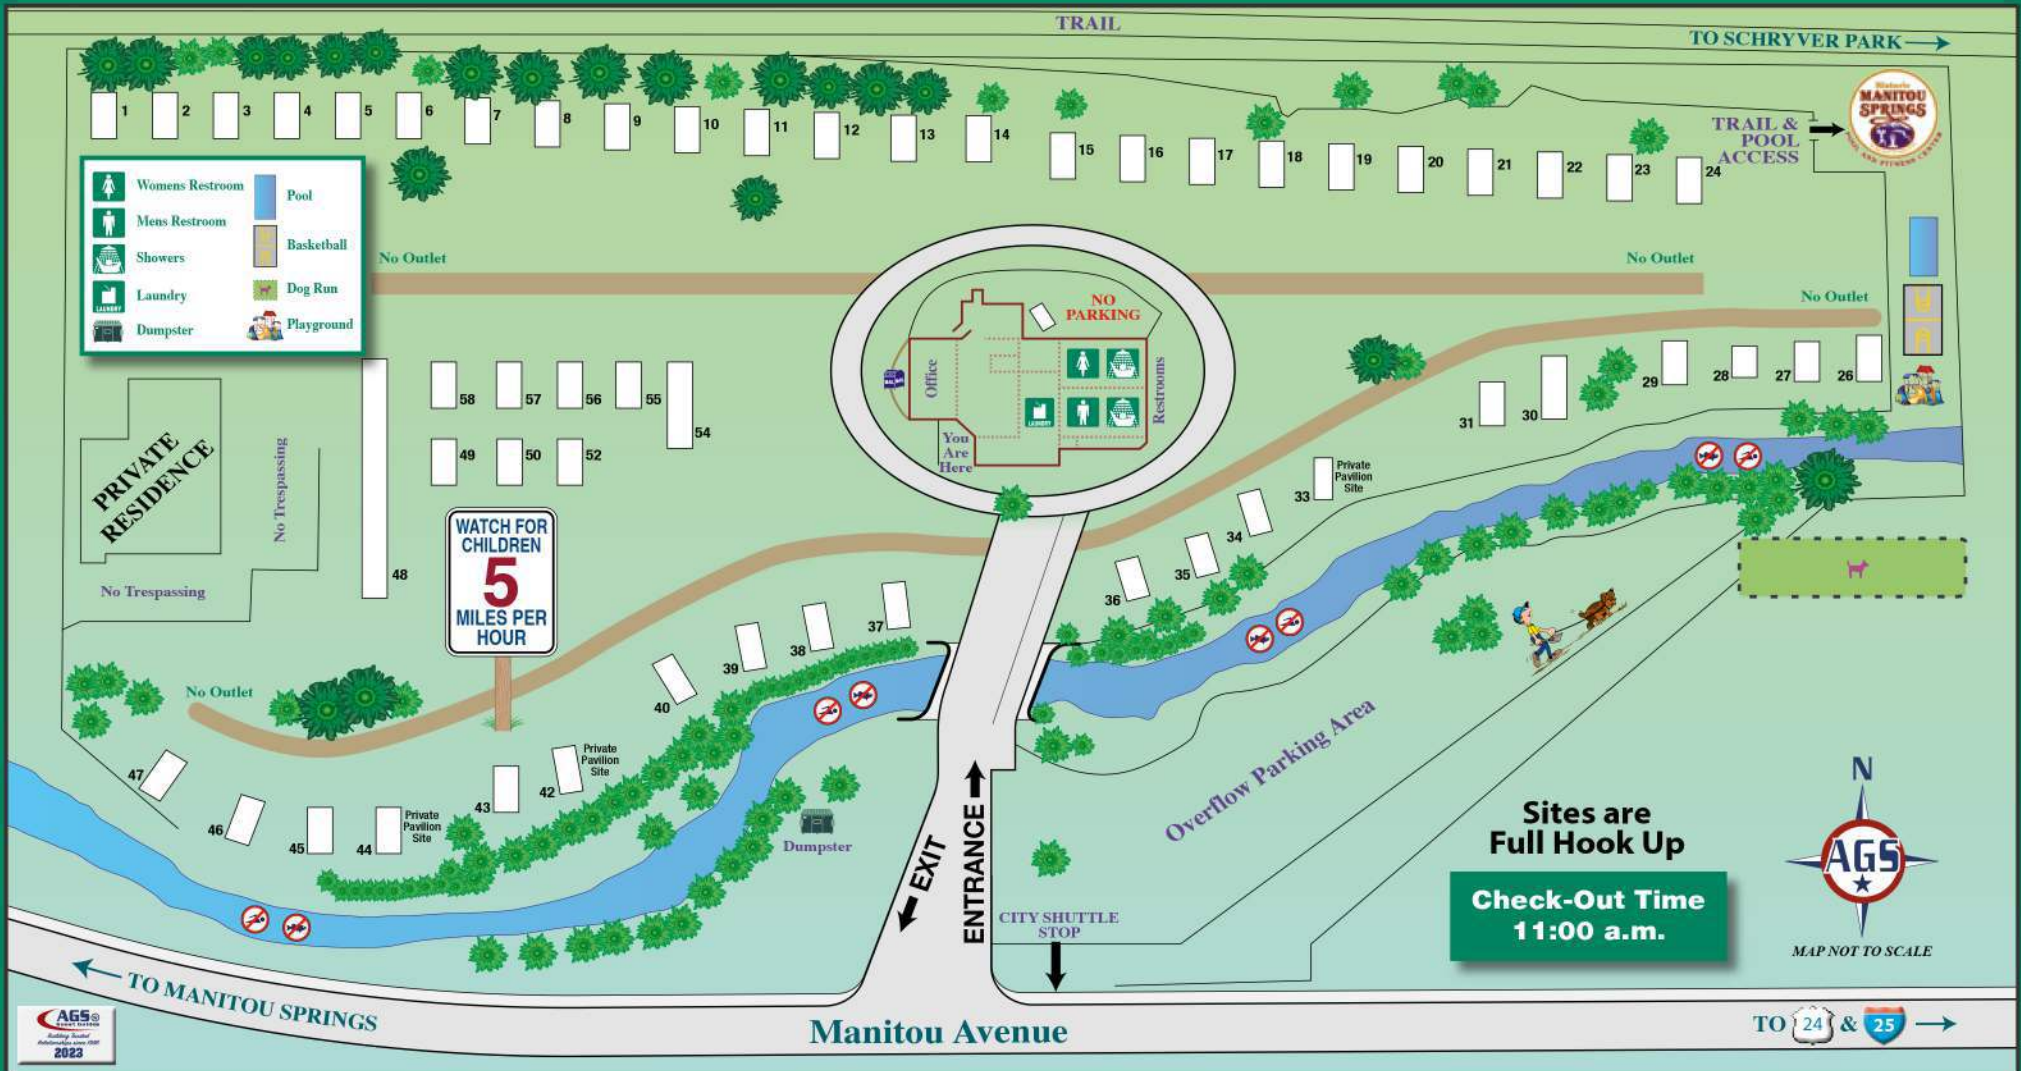 TRAIL
TO SCHRYVER PARK
MANITOU
SPRINGS
TRAIL &
POOL
ACCESS
1
2
3
4
5
6
7
8
9
10
11
12
13
14
15
16
17
18
19
20
21
22
23
24
Womens Restroom
Mens Restroom
Showers
Laundry
Dumpster
Pool
Basketball
Dog Run
Playground
LAUNDRY
No Outlet
No Outlet
No Outlet
NO
PARKING
Office
Restrooms
LAUNDRY
You
Are
Here
PRIVATE
RESIDENCE
No Trespassing
No Trespassing
58
57
56
55
54
49
50
52
48
31
30
29
28
27
26
33
Private
Pavilion
Site
34
35
36
37
38
39
40
WATCH FOR
CHILDREN
5
MILES PER
HOUR
No Outlet
47
46
45
44
Private
Pavilion
Site
43
42
Private
Pavilion
Site
Dumpster
EXIT
ENTRANCE
CITY SHUTTLE
STOP
Overflow Parking Area
Sites are
Full Hook Up
Check-Out Time
11:00 a.m.
N
AGS
MAP NOT TO SCALE
TO MANITOU SPRINGS
Manitou Avenue
TO 24 & 25
AGS
2023